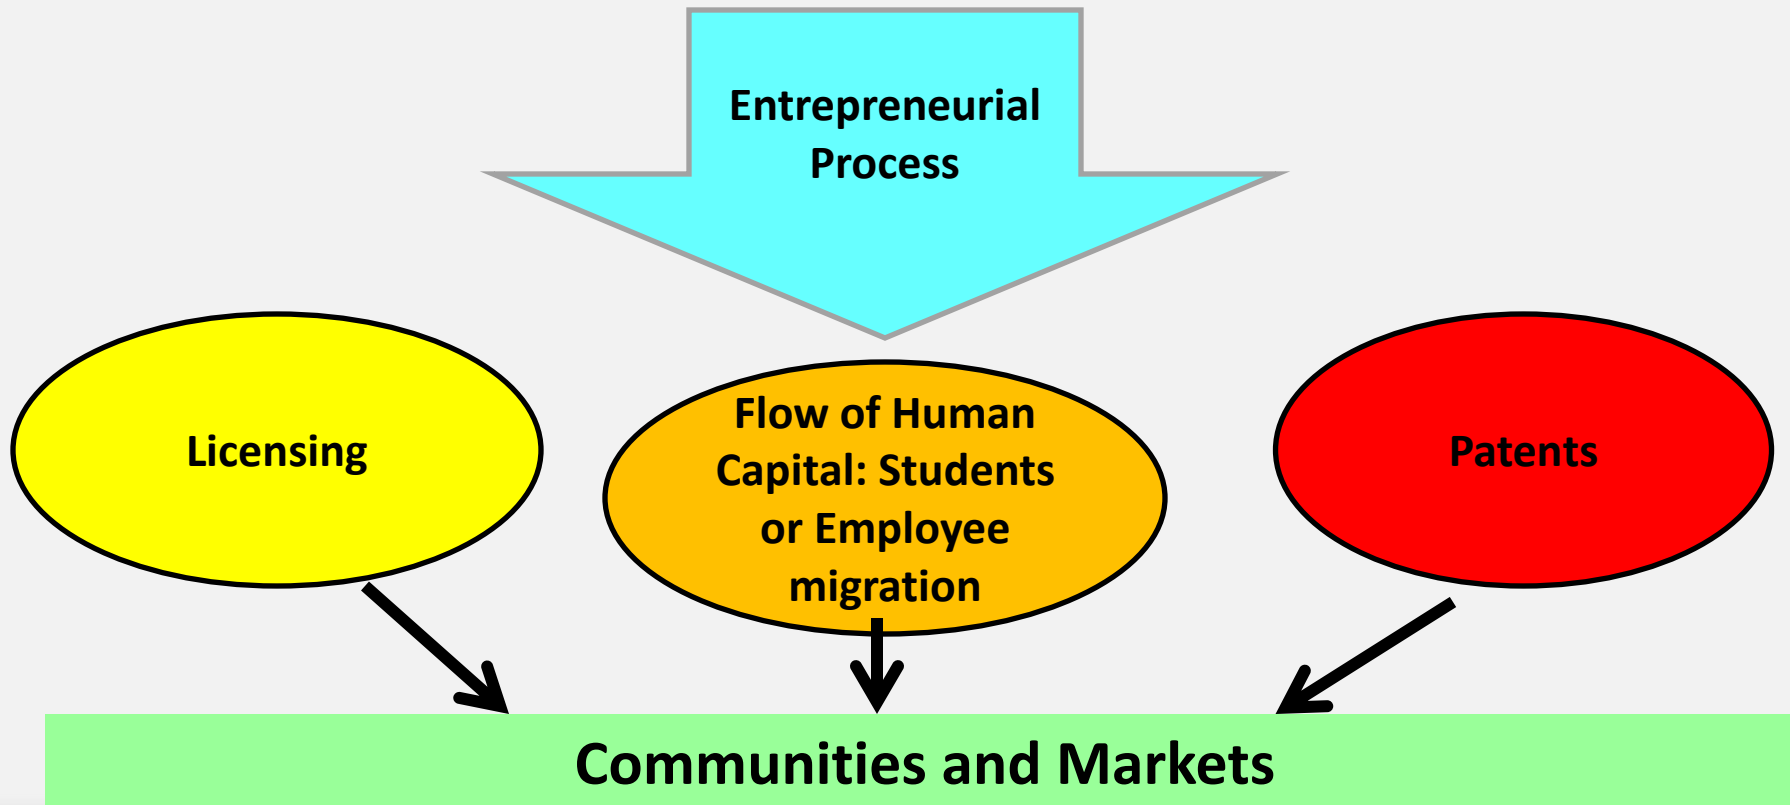 Entrepreneurial
Process
Licensing
Flow of Human
Capital: Students
or Employee
migration
Patents
Communities and Markets